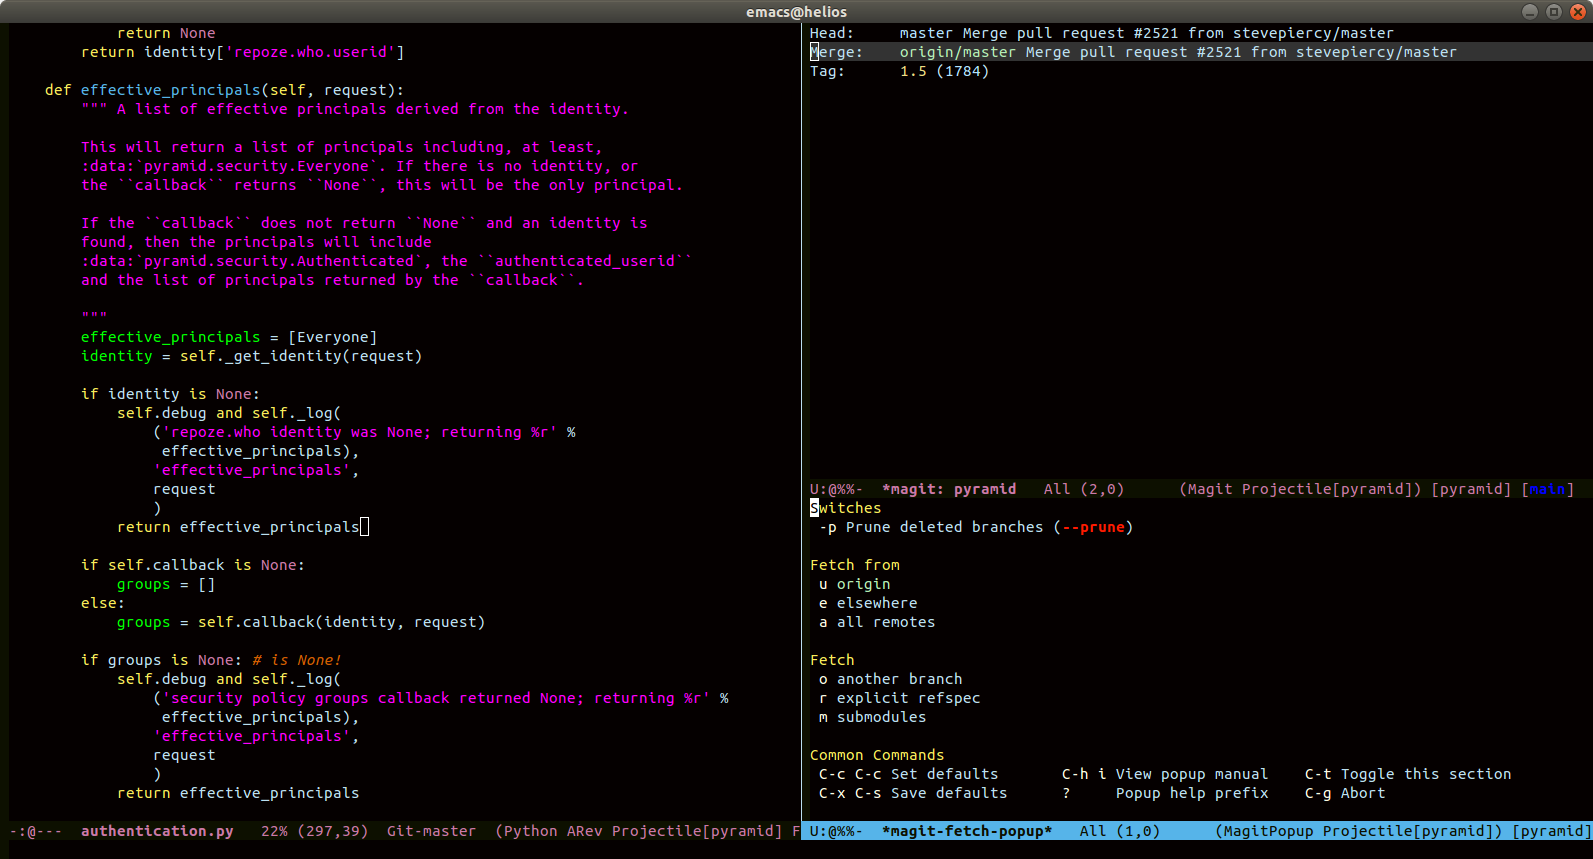 emacs@helios
            return None
        return identity['repoze.who.userid']
    def effective_principals(self, request):
        """ A list of effective principals derived from the identity.
        This will return a list of principals including, at least,
        :data:`pyramid.security.Everyone`. If there is no identity, or
        the ``callback`` returns ``None``, this will be the only principal.
        If the ``callback`` does not return ``None`` and an identity is
        found, then the principals will include
        :data:`pyramid.security.Authenticated`, the ``authenticated_userid``
        and the list of principals returned by the ``callback``.
        """
        effective_principals = [Everyone]
        identity = self._get_identity(request)
        if identity is None:
            self.debug and self._log(
                ('repoze.who identity was None; returning %r' %
                 effective_principals),
                'effective_principals',
                request
                )
            return effective_principals
        if self.callback is None:
            groups = []
        else:
            groups = self.callback(identity, request)
        if groups is None: # is None!
            self.debug and self._log(
                ('security policy groups callback returned None; returning %r' %
                 effective_principals),
                'effective_principals',
                request
                )
            return effective_principals
-:@---  authentication.py   22% (297,39)  Git-master  (Python ARev Projectile[pyramid] F
Head:     master Merge pull request #2521 from stevepiercy/master
Merge:    origin/master Merge pull request #2521 from stevepiercy/master
Tag:      1.5 (1784)
U:@%%-  *magit: pyramid   All (2,0)      (Magit Projectile[pyramid]) [pyramid] [main]
Switches
 -p Prune deleted branches (--prune)
Fetch from
 u origin
 e elsewhere
 a all remotes
Fetch
 o another branch
 r explicit refspec
 m submodules
Common Commands
 C-c C-c Set defaults       C-h i View popup manual    C-t Toggle this section
 C-x C-s Save defaults      ?     Popup help prefix    C-g Abort
U:@%%-  *magit-fetch-popup*   All (1,0)      (MagitPopup Projectile[pyramid]) [pyramid]